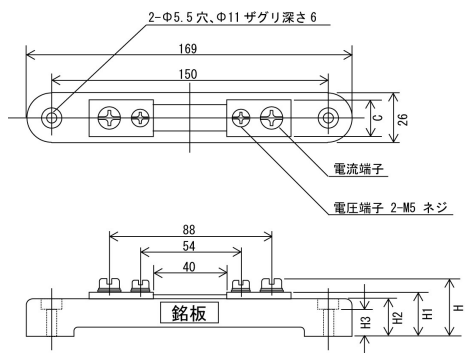 2-Φ5.5 穴、Φ11 ザグリ深さ 6
169
150
C
26
電流端子
電圧端子 2-M5 ネジ
88
54
40
銘板
H3
H2
H1
H